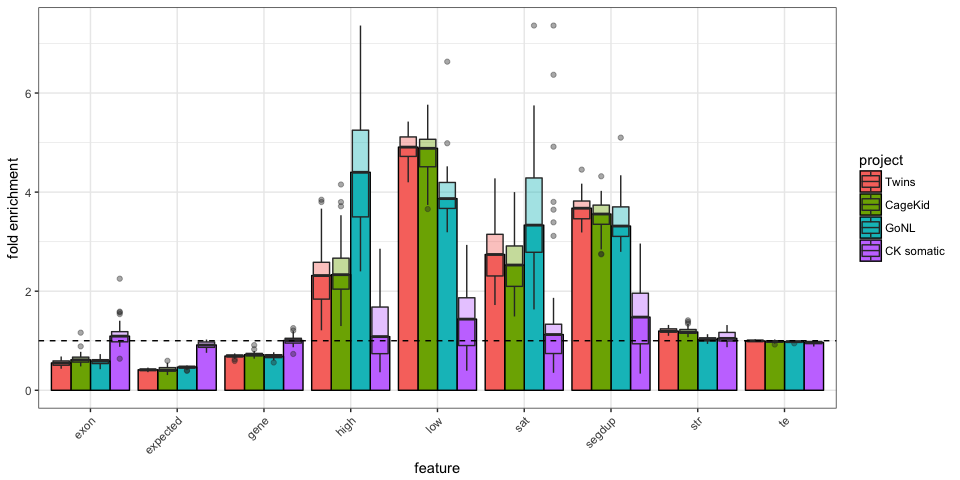 fold enrichment
6
4
2
0
exon
expected
gene
high
low
sat
segdup
str
te
feature
project
Twins
CageKid
GoNL
CK somatic